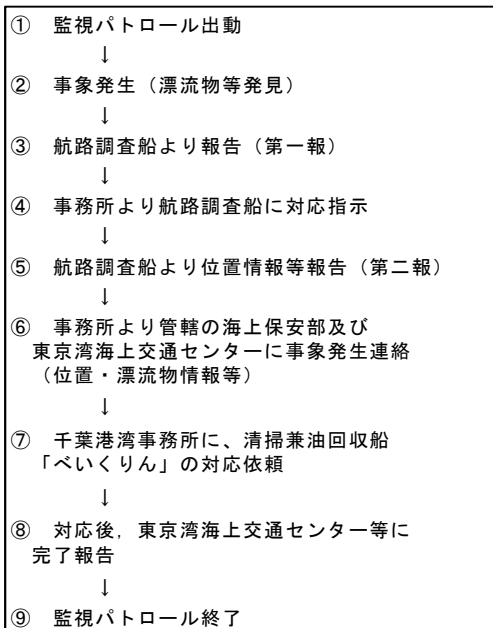 ① 監視パトロール出動
↓
② 事象発生（漂流物等発見）
↓
③ 航路調査船より報告（第一報）
↓
④ 事務所より航路調査船に対応指示
↓
⑤ 航路調査船より位置情報等報告（第二報）
↓
⑥ 事務所より管轄の海上保安部及び
東京湾海上交通センターに事象発生連絡
（位置・漂流物情報等）
↓
⑦ 千葉港湾事務所に、清掃兼油回収船
「べいくりん」の対応依頼
↓
⑧ 対応後，東京湾海上交通センター等に
完了報告
↓
⑨ 監視パトロール終了